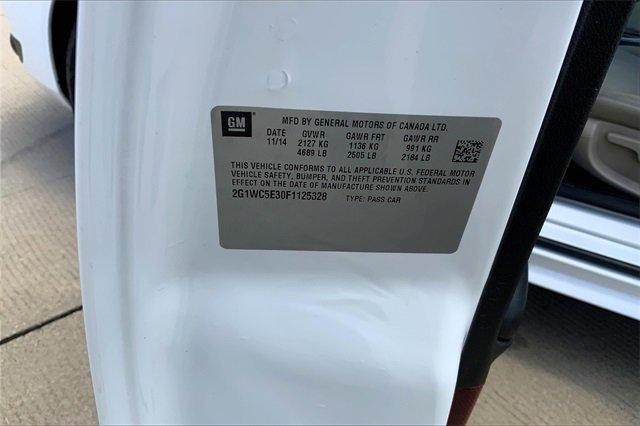 GM
MFD BY GENERAL MOTORS OF CANADA LTD.
DATE GVWR GAWR FRT GAWR RR
11/14 2127 KG 1136 KG 991 KG
4689 LB 2505 LB 2184 LB
THIS VEHICLE CONFORMS TO ALL APPLICABLE U.S. FEDERAL MOTOR
VEHICLE SAFETY, BUMPER, AND THEFT PREVENTION STANDARDS IN
EFFECT ON THE DATE OF MANUFACTURE SHOWN ABOVE.
2G1WC5E30F1125328 TYPE: PASS CAR